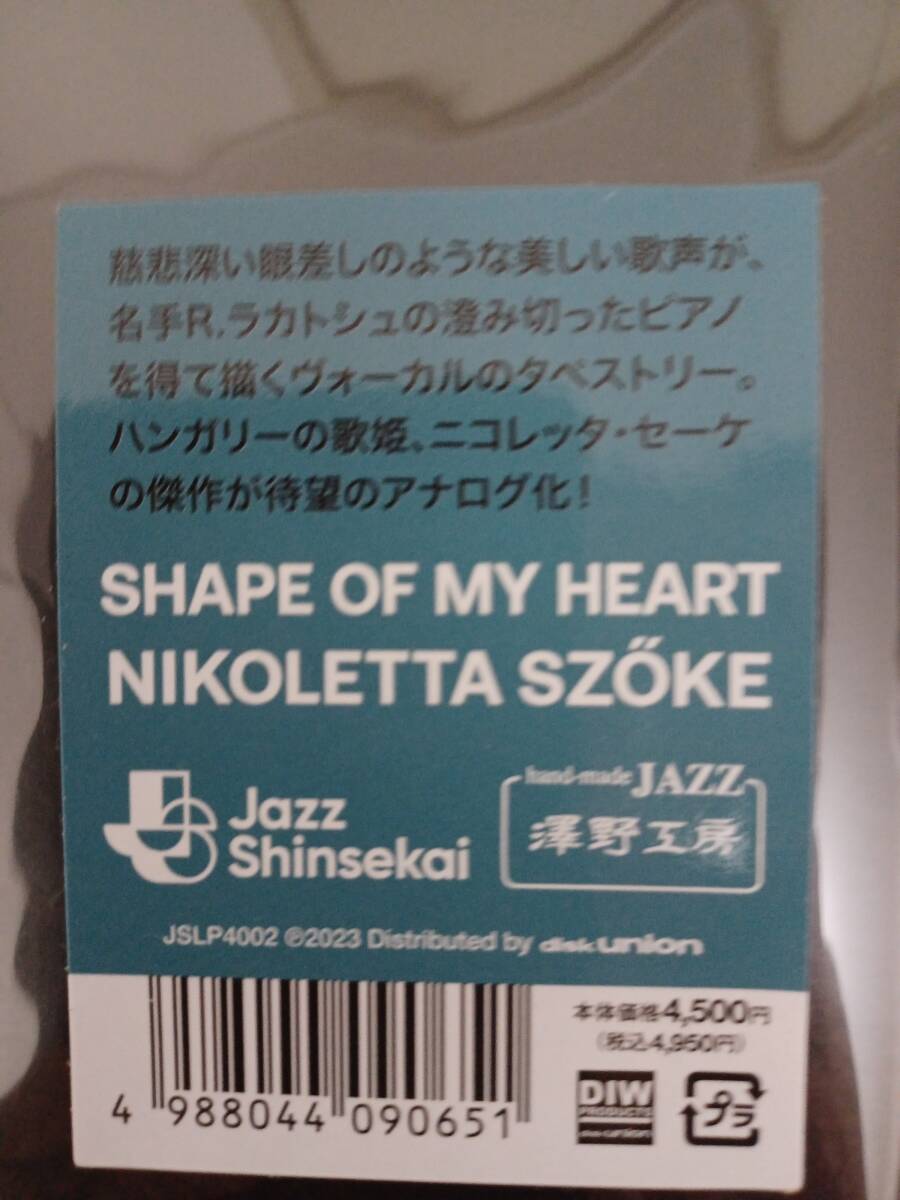 慈悲深い眼差しのような美しい歌声が、
名手R.ラカトシュの澄み切ったピアノ
を得て描くヴォーカルのタペストリー。
ハンガリーの歌姫、ニコレッタ・セーケ
の傑作が待望のアナログ化!
SHAPE OF MY HEART
NIKOLETTA SZŐKE
Jazz
Shinsekai
hand-made JAZZ
澤野工房
JSLP4002 ℗2023 Distributed by diskunion
本体価格4,500円
(税込4,950円)
4 988044 090651
DIW
PRODUCTS
diskunion
プラ